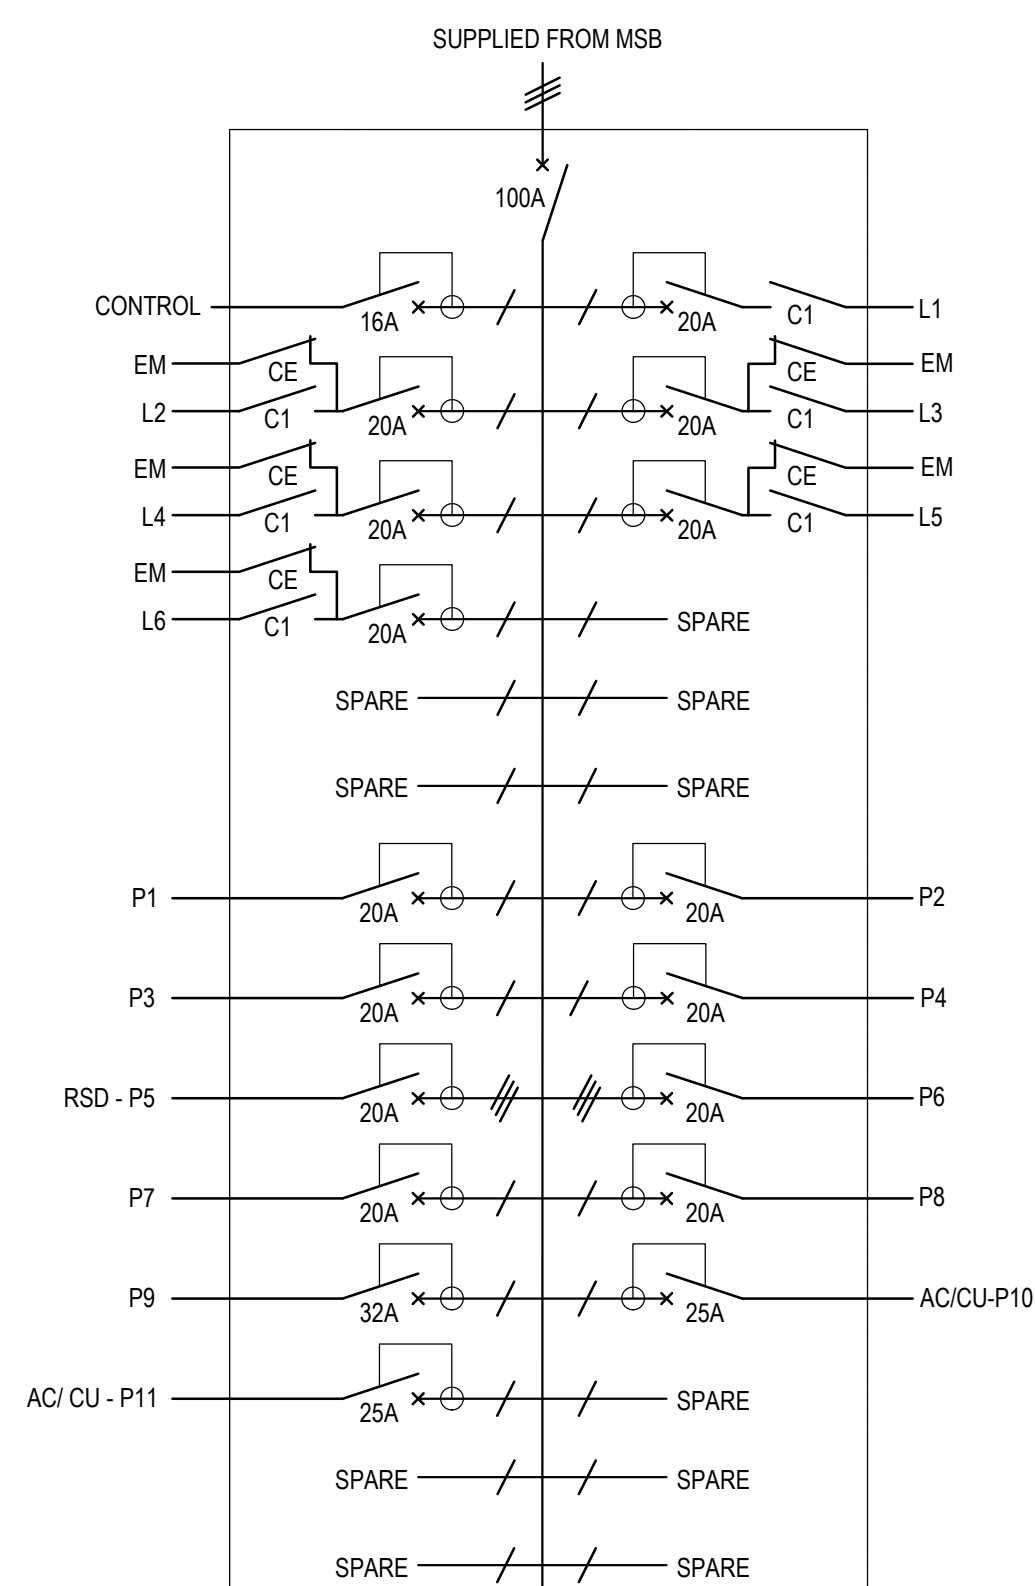 SUPPLIED FROM MSB
100A
CONTROL 16A 20A C1 L1
EM CE CE EM
L2 C1 20A 20A C1 L3
EM CE CE EM
L4 C1 20A 20A C1 L5
EM CE
L6 C1 20A SPARE
SPARE SPARE
SPARE SPARE
P1 20A 20A P2
P3 20A 20A P4
RSD - P5 20A 20A P6
P7 20A 20A P8
P9 32A 25A AC/CU-P10
AC/ CU - P11 25A SPARE
SPARE SPARE
SPARE SPARE